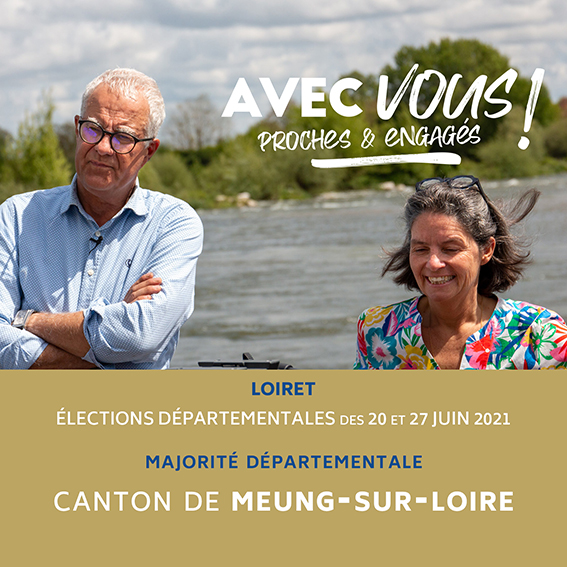 AVEC VOUS !
PROCHES & ENGAGÉS
LOIRET
ÉLECTIONS DÉPARTEMENTALES DES 20 ET 27 JUIN 2021
MAJORITÉ DÉPARTEMENTALE
CANTON DE MEUNG-SUR-LOIRE